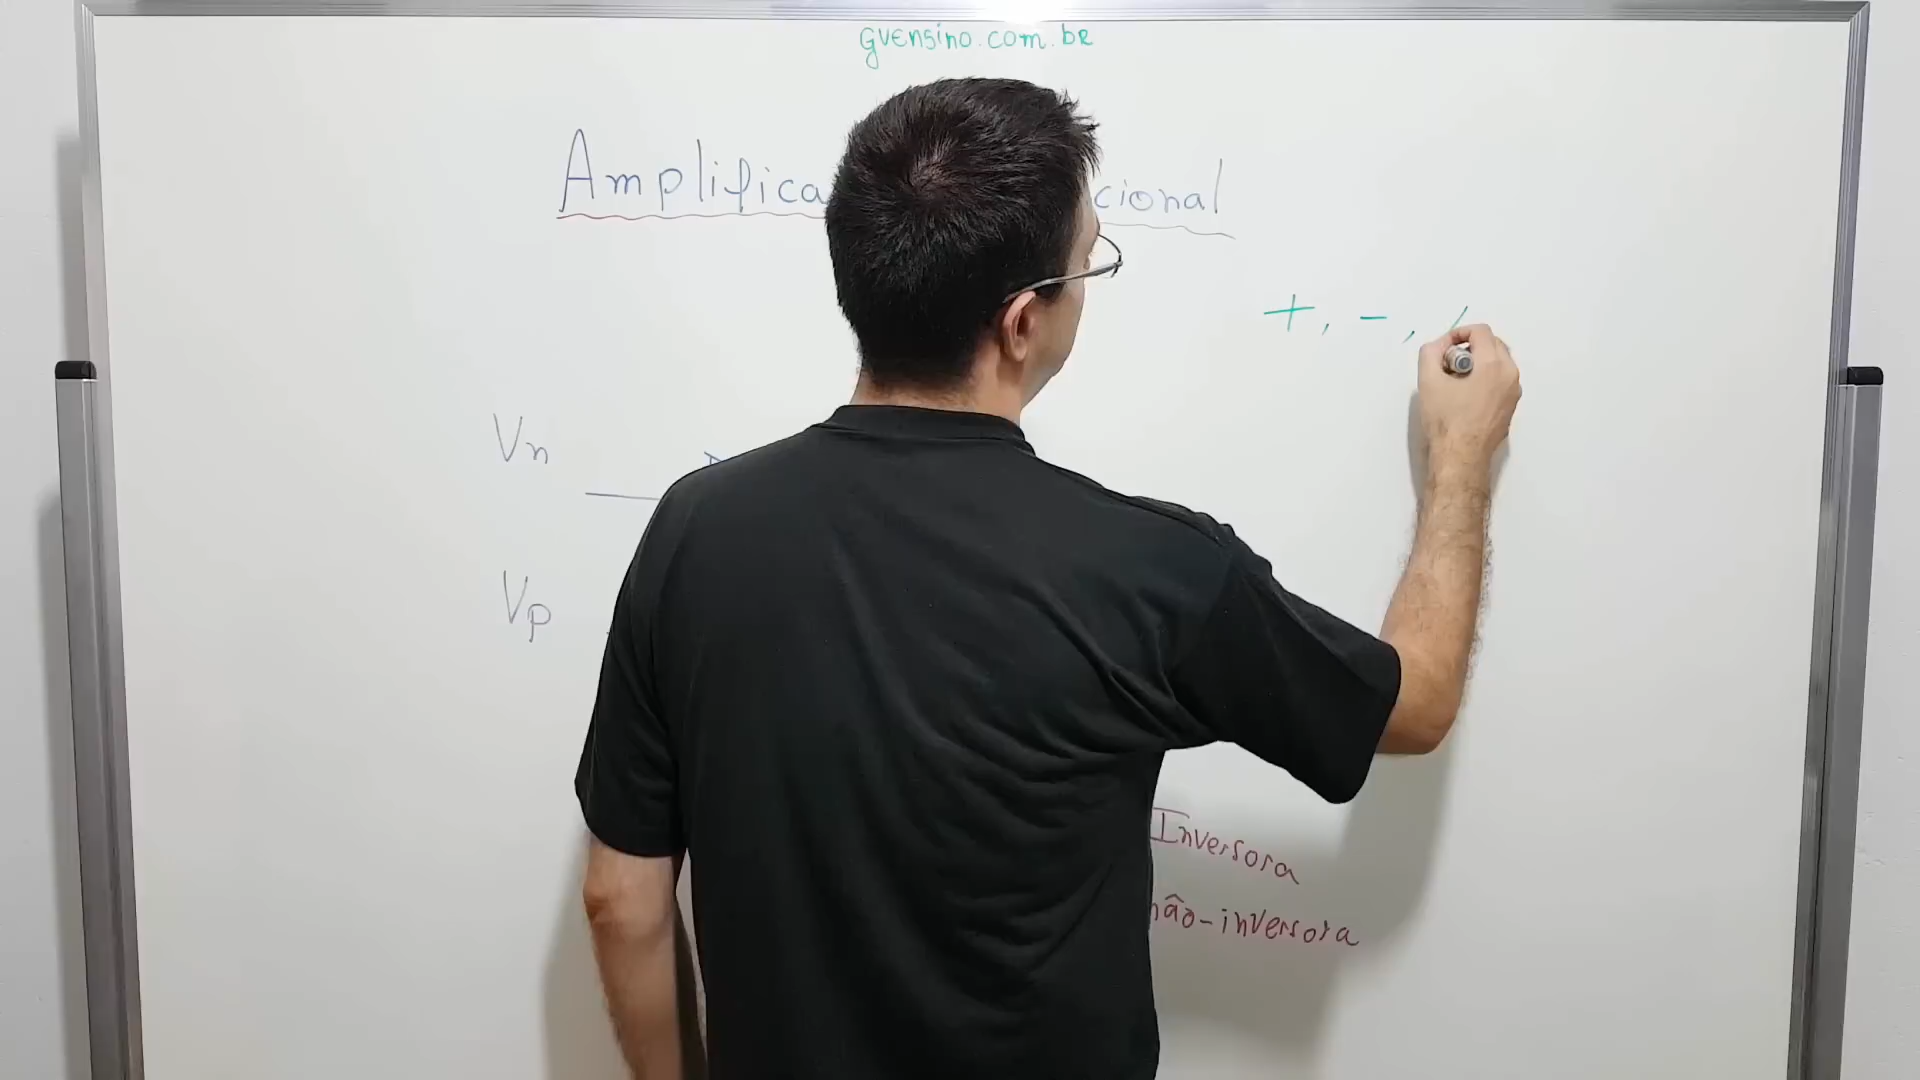 gvensino.com.br
Amplifica cional
+, -, /
Vn
Vp
Inversora
não-inversora